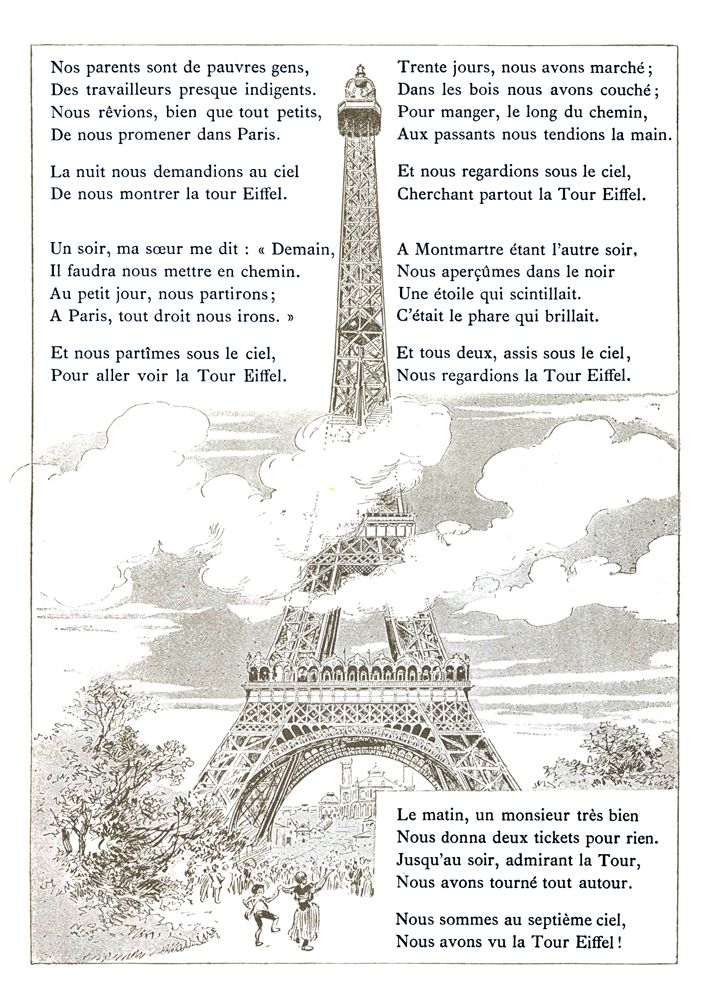 Nos parents sont de pauvres gens,
Des travailleurs presque indigents.
Nous rêvions, bien que tout petits,
De nous promener dans Paris.
La nuit nous demandions au ciel
De nous montrer la tour Eiffel.
Un soir, ma sœur me dit : « Demain,
Il faudra nous mettre en chemin.
Au petit jour, nous partirons ;
A Paris, tout droit nous irons. »
Et nous partîmes sous le ciel,
Pour aller voir la Tour Eiffel.
Trente jours, nous avons marché ;
Dans les bois nous avons couché ;
Pour manger, le long du chemin,
Aux passants nous tendions la main.
Et nous regardions sous le ciel,
Cherchant partout la Tour Eiffel.
A Montmartre étant l'autre soir,
Nous aperçûmes dans le noir
Une étoile qui scintillait.
C'était le phare qui brillait.
Et tous deux, assis sous le ciel,
Nous regardions la Tour Eiffel.
Le matin, un monsieur très bien
Nous donna deux tickets pour rien.
Jusqu'au soir, admirant la Tour,
Nous avons tourné tout autour.
Nous sommes au septième ciel,
Nous avons vu la Tour Eiffel !